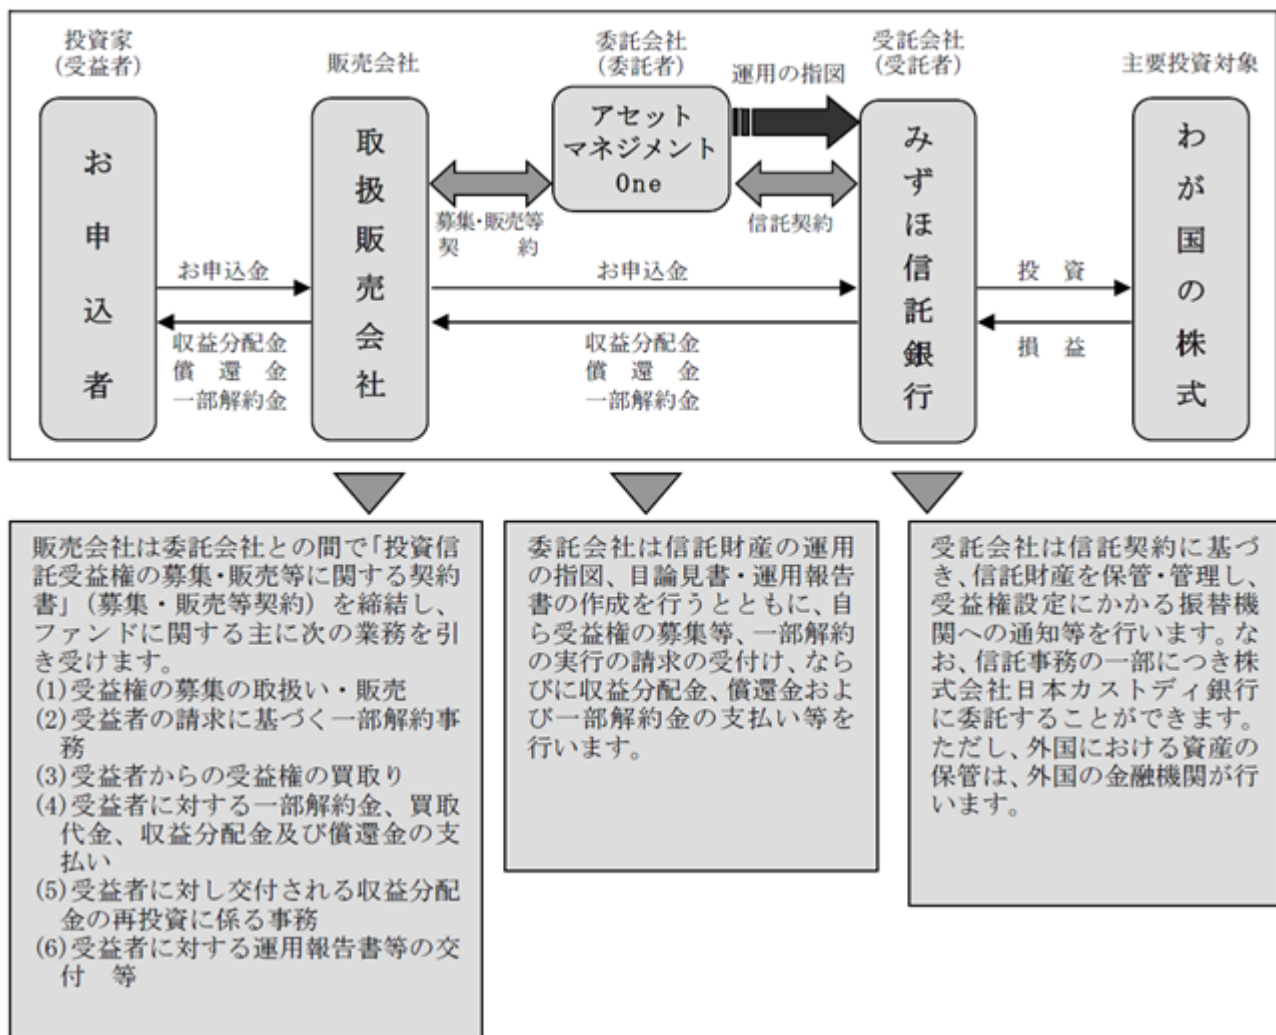 投資家
(受益者)
販売会社
委託会社
(委託者)
運用の指図
受託会社
(受託者)
主要投資対象
お申込者
取扱販売会社
アセット
マネジメント
One
みずほ信託銀行
わが国の株式
募集・販売等
契　　約
信託契約
お申込金
収益分配金
償　還　金
一部解約金
お申込金
収益分配金
償　還　金
一部解約金
投　資
損　益
販売会社は委託会社との間で「投資信
託受益権の募集・販売等に関する契約
書」(募集・販売等契約) を締結し、
ファンドに関する主に次の業務を引
き受けます。
(1)受益権の募集の取扱い・販売
(2)受益者の請求に基づく一部解約事
務
(3)受益者からの受益権の買取り
(4)受益者に対する一部解約金、買取
代金、収益分配金及び償還金の支
払い
(5)受益者に対し交付される収益分配
金の再投資に係る事務
(6)受益者に対する運用報告書等の交
付　等
委託会社は信託財産の運用
の指図、目論見書・運用報告
書の作成を行うとともに、自
ら受益権の募集等、一部解約
の実行の請求の受付け、なら
びに収益分配金、償還金およ
び一部解約金の支払い等を
行います。
受託会社は信託契約に基づ
き、信託財産を保管・管理し、
受益権設定にかかる振替機
関への通知等を行います。な
お、信託事務の一部につき株
式会社日本カストディ銀行
に委託することができます。
ただし、外国における資産の
保管は、外国の金融機関が行
います。